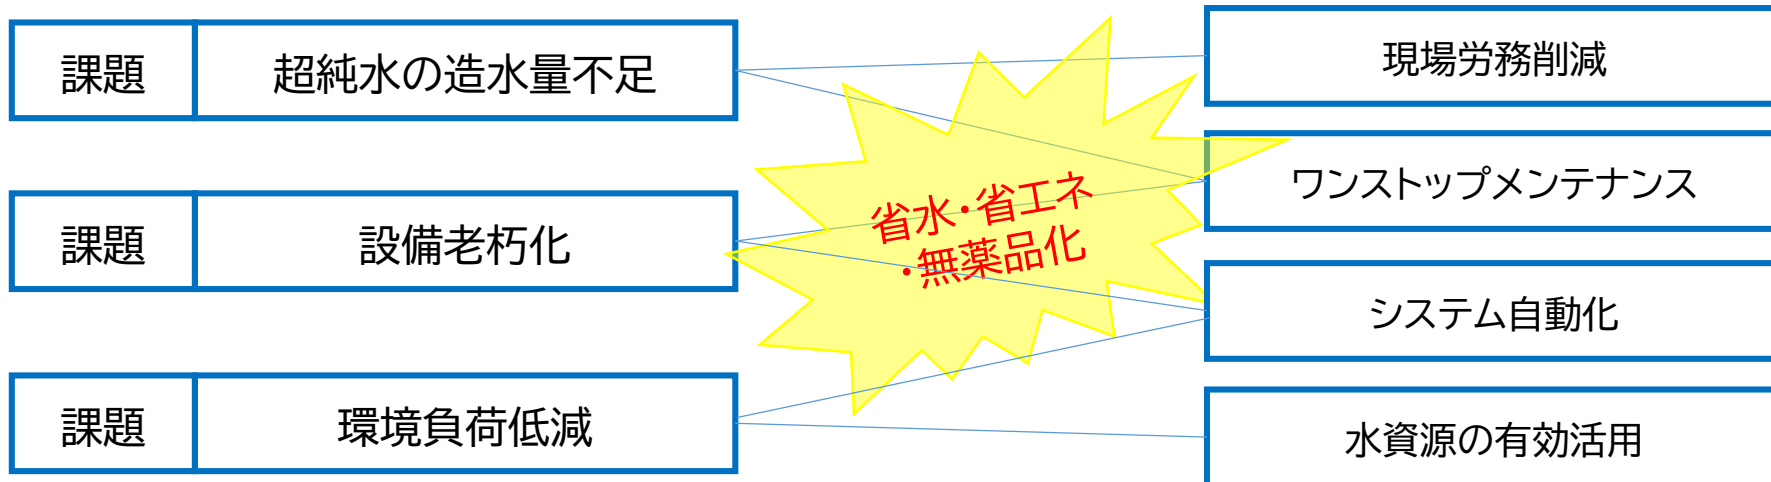 課題 超純水の造水量不足
課題 設備老朽化
課題 環境負荷低減
省水・省エネ
・無薬品化
現場労務削減
ワンストップメンテナンス
システム自動化
水資源の有効活用